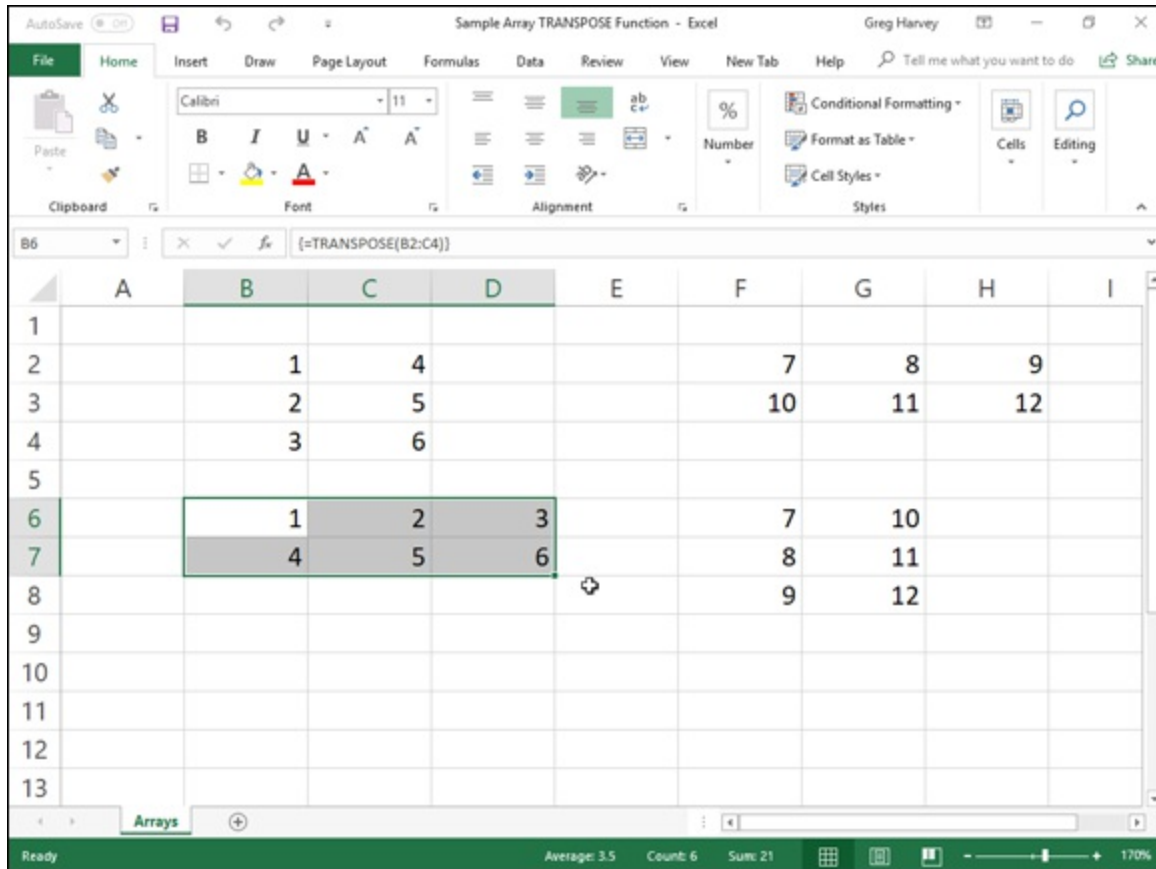 AutoSave Off Sample Array TRANSPOSE Function - Excel Greg Harvey
File Home Insert Draw Page Layout Formulas Data Review View New Tab Help Tell me what you want to do Share
Calibri 11 ab % Conditional Formatting
Paste B I U A A Number Format as Table Cells Editing
A Cell Styles
Clipboard Font Alignment Styles
B6 fx {=TRANSPOSE(B2:C4)}
A B C D E F G H I
1
2 1 4 7 8 9
3 2 5 10 11 12
4 3 6
5
6 1 2 3 7 10
7 4 5 6 8 11
8 9 12
9
10
11
12
13
Arrays
Ready Average: 3.5 Count: 6 Sum: 21 170%